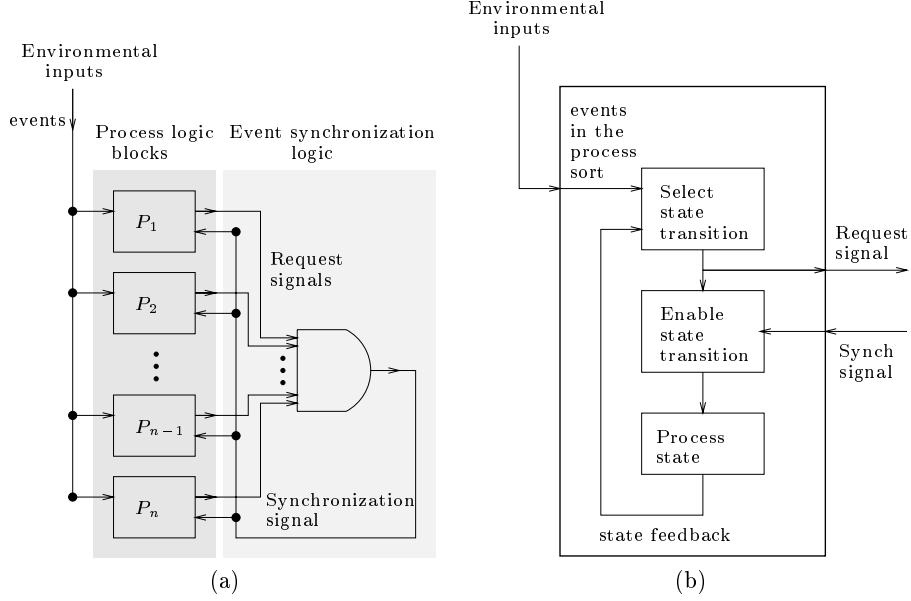 Environmental
inputs
events
Process logic
blocks
Event synchronization
logic
P1
P2
Pn−1
Pn
Request
signals
Synchronization
signal
(a)
Environmental
inputs
events
in the
process
sort
Select
state
transition
Request
signal
Enable
state
transition
Synch
signal
Process
state
state feedback
(b)